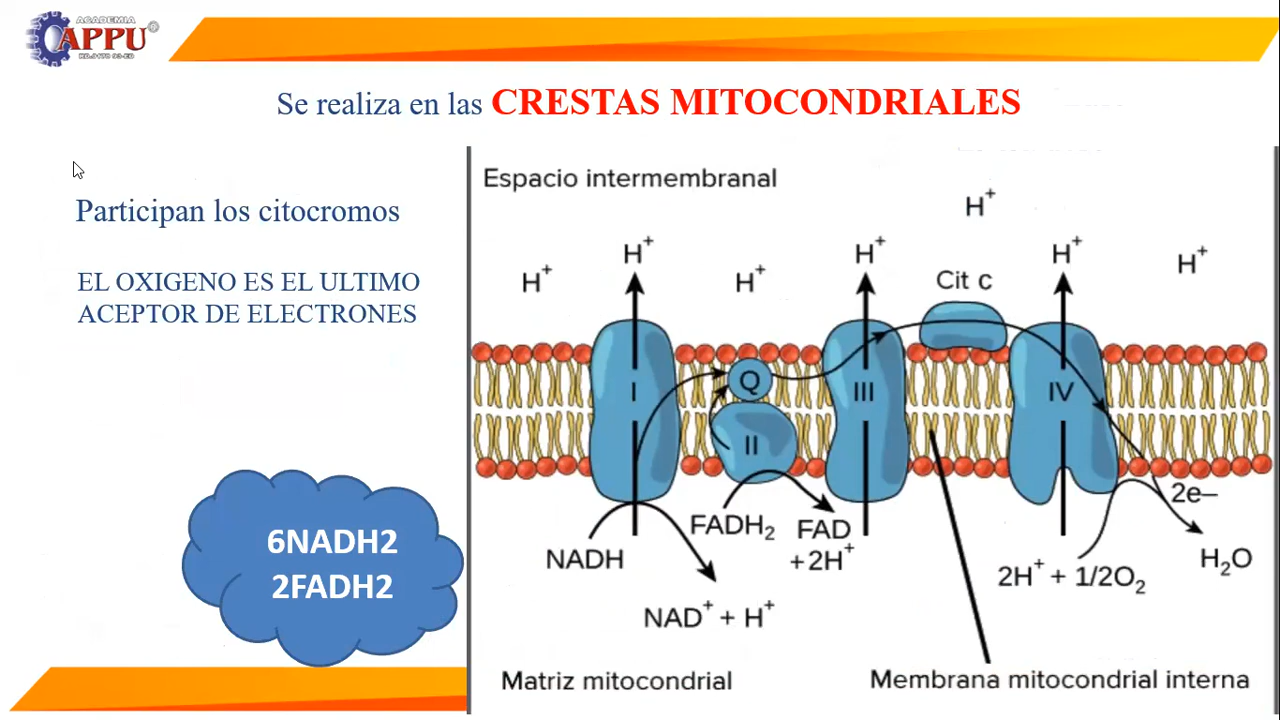 ACADEMIA
APPU®
Se realiza en las CRESTAS MITOCONDRIALES
Participan los citocromos
EL OXIGENO ES EL ULTIMO
ACEPTOR DE ELECTRONES
6NADH2
2FADH2
Espacio intermembranal
H+
H+
H+
H+
H+
H+
H+
Cit c
I
Q
II
III
IV
2e–
NADH
FADH2
FAD
+2H+
NAD+ + H+
2H+ + 1/2O2
H2O
Matriz mitocondrial
Membrana mitocondrial interna